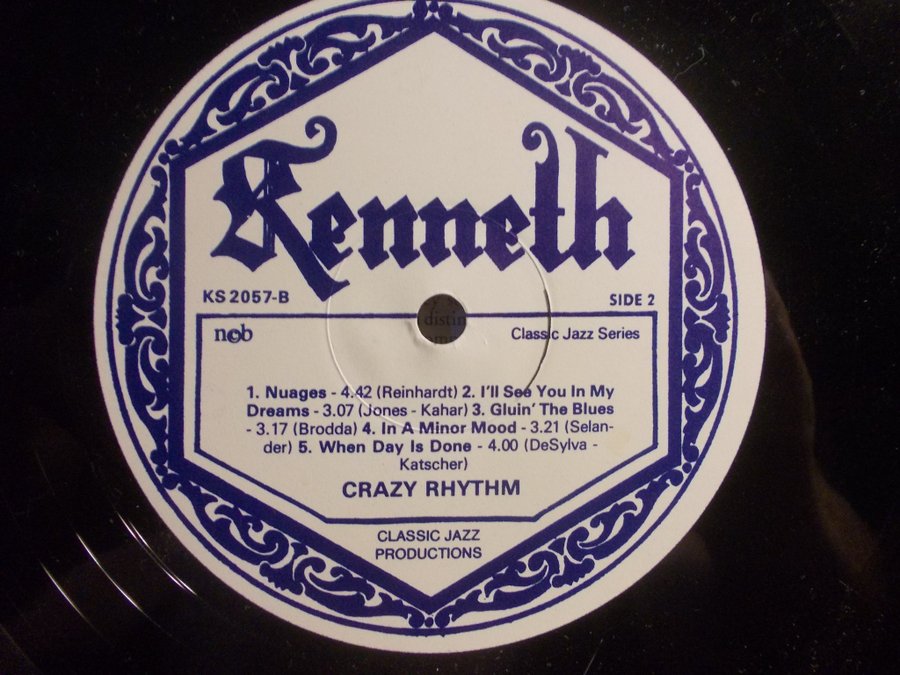 Kenneth
KS 2057-B
SIDE 2
ncb
Classic Jazz Series
1. Nuages - 4.42 (Reinhardt) 2. I'll See You In My
Dreams - 3.07 (Jones - Kahar) 3. Gluin' The Blues
- 3.17 (Brodda) 4. In A Minor Mood - 3.21 (Selan-
der) 5. When Day Is Done - 4.00 (DeSylva -
Katscher)
CRAZY RHYTHM
CLASSIC JAZZ
PRODUCTIONS
distin